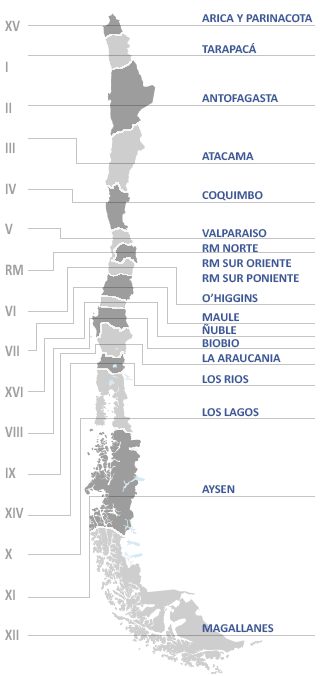 XV
ARICA Y PARINACOTA
TARAPACÁ
I
ANTOFAGASTA
II
III
ATACAMA
IV
COQUIMBO
V
VALPARAISO
RM NORTE
RM
RM SUR ORIENTE
RM SUR PONIENTE
O'HIGGINS
VI
MAULE
ÑUBLE
BIOBIO
VII
LA ARAUCANIA
LOS RIOS
XVI
LOS LAGOS
VIII
IX
AYSEN
XIV
X
XI
MAGALLANES
XII